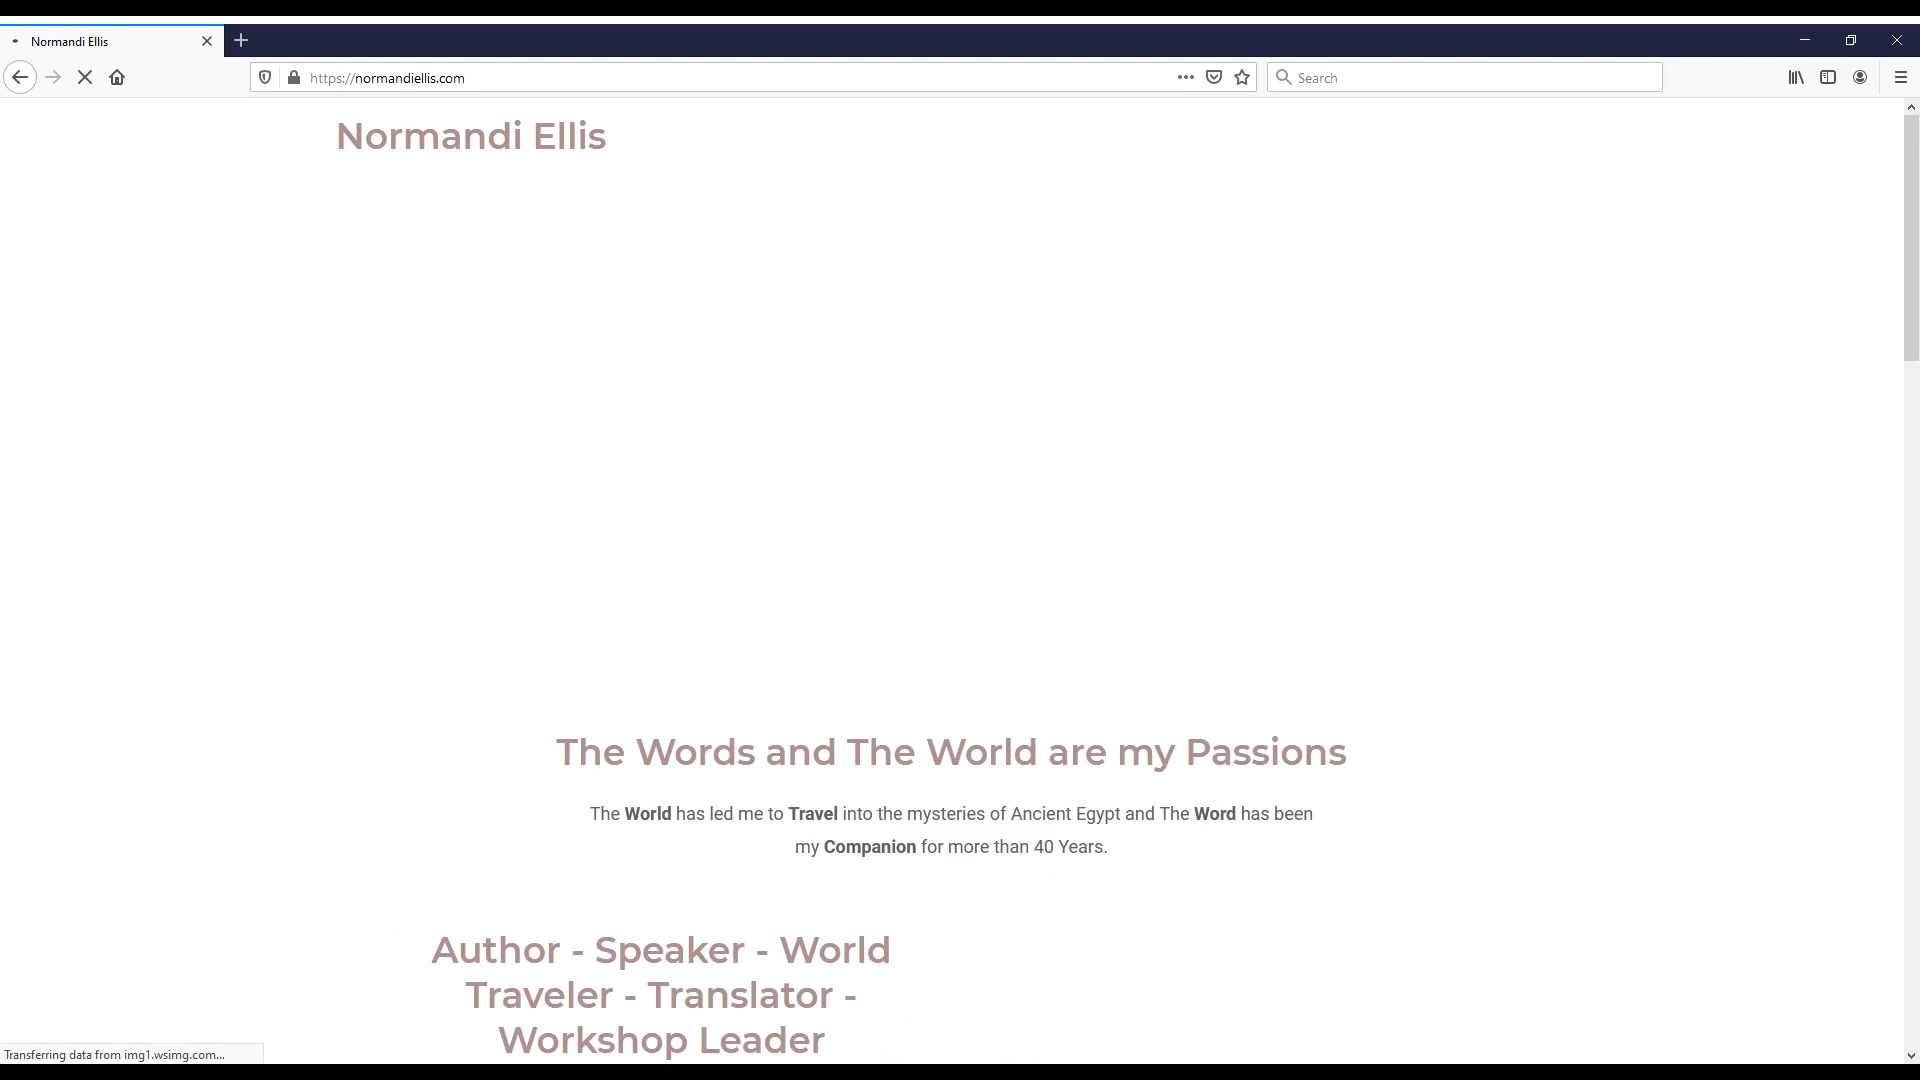 Normandi Ellis
https://normandiellis.com
Search
Normandi Ellis
The Words and The World are my Passions
The World has led me to Travel into the mysteries of Ancient Egypt and The Word has been
my Companion for more than 40 Years.
Author - Speaker - World
Traveler - Translator -
Workshop Leader
Transferring data from img1.wsimg.com...